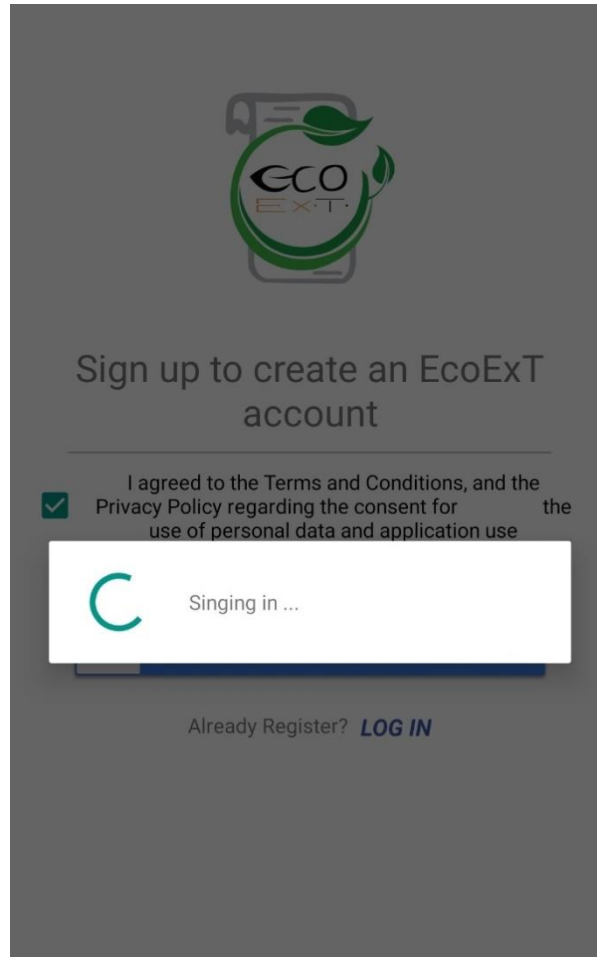 eco
Ex.T.
Sign up to create an EcoExT
account
I agreed to the Terms and Conditions, and the
Privacy Policy regarding the consent for the
use of personal data and application use
Singing in ...
Already Register? LOG IN